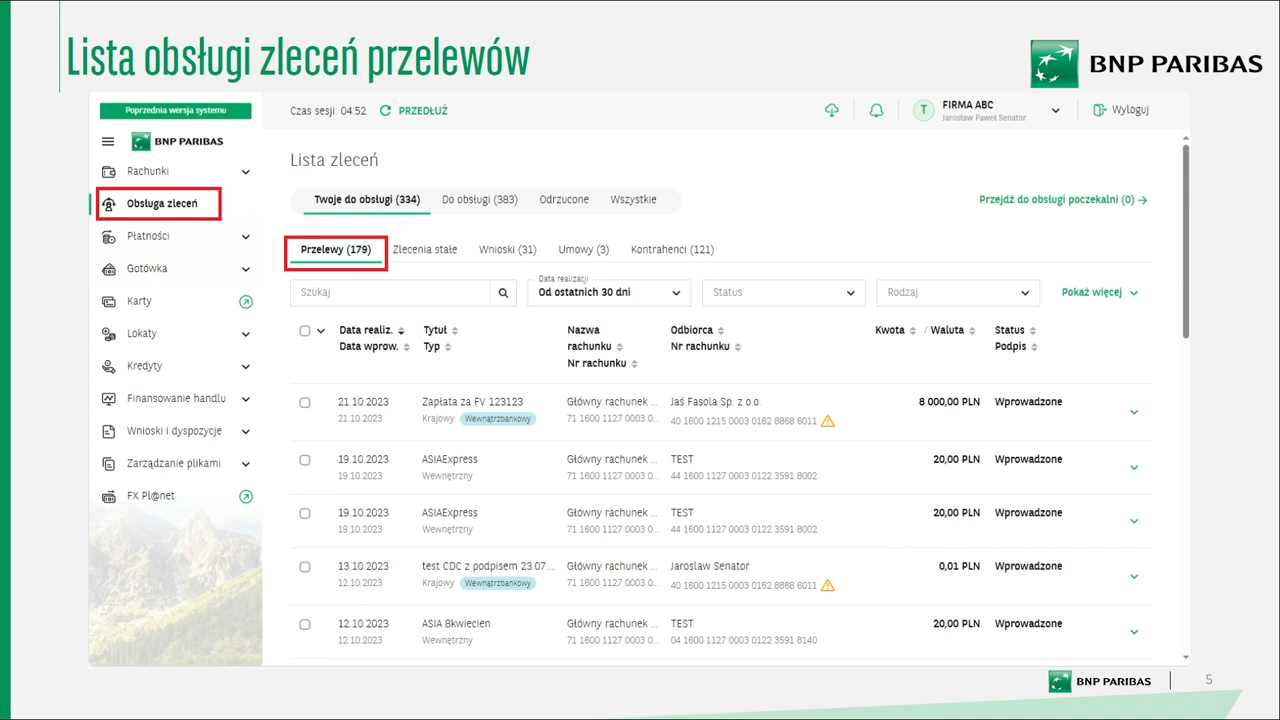 Lista obsługi zleceń przelewów
BNP PARIBAS
Poprzednia wersja systemu
BNP PARIBAS
Rachunki
Obsługa zleceń
Płatności
Gotówka
Karty
Lokaty
Kredyty
Finansowanie handlu
Wnioski i dyspozycje
Zarządzanie plikami
FX Pl@net
Czas sesji: 04:52 PRZEDŁUŻ
T
FIRMA ABC
Jarosław Paweł Senator
Wyloguj
Lista zleceń
Twoje do obsługi (334) Do obsługi (383) Odrzucone Wszystkie
Przejdź do obsługi poczekalni (0)
Przelewy (179) Zlecenia stałe Wnioski (31) Umowy (3) Kontrahenci (121)
Szukaj
Data realizacji
Od ostatnich 30 dni
Status
Rodzaj
Pokaż więcej
Data realiz. Tytuł Nazwa Odbiorca Kwota / Waluta Status
Data wprow. Typ rachunku Nr rachunku Podpis
Nr rachunku
21.10.2023 Zapłata za FV 123123 Główny rachunek ... Jaś Fasola Sp. z o.o. 8 000,00 PLN Wprowadzone
21.10.2023 Krajowy Wewnątrzbankowy 71 1600 1127 0003 0... 40 1600 1215 0003 0162 8868 6011
19.10.2023 ASIAExpress Główny rachunek ... TEST 20,00 PLN Wprowadzone
19.10.2023 Wewnętrzny 71 1600 1127 0003 0... 44 1600 1127 0003 0122 3591 8002
19.10.2023 ASIAExpress Główny rachunek ... TEST 20,00 PLN Wprowadzone
19.10.2023 Wewnętrzny 71 1600 1127 0003 0... 44 1600 1127 0003 0122 3591 8002
13.10.2023 test CDC z podpisem 23.07.... Główny rachunek ... Jaroslaw Senator 0,01 PLN Wprowadzone
12.10.2023 Krajowy Wewnątrzbankowy 71 1600 1127 0003 0... 40 1600 1215 0003 0162 8868 6011
12.10.2023 ASIA 8kwiecien Główny rachunek ... TEST 20,00 PLN Wprowadzone
12.10.2023 Wewnętrzny 71 1600 1127 0003 0... 04 1600 1127 0003 0122 3591 8140
BNP PARIBAS
5